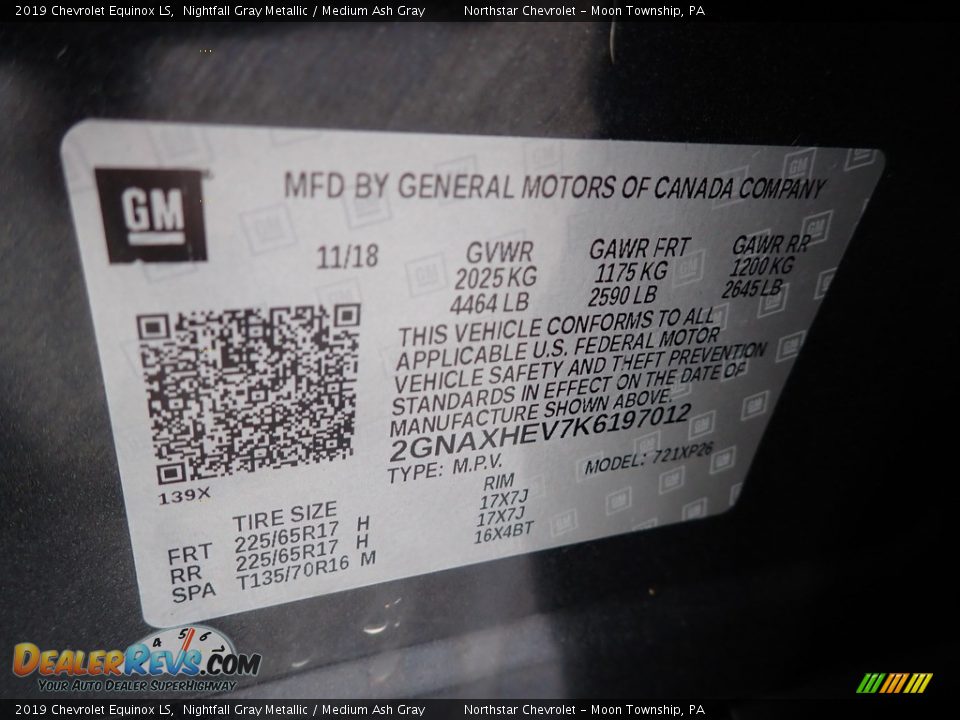 2019 Chevrolet Equinox LS, Nightfall Gray Metallic / Medium Ash Gray Northstar Chevrolet - Moon Township, PA
GM
MFD BY GENERAL MOTORS OF CANADA COMPANY
11/18 GVWR GAWR FRT GAWR RR
2025 KG 1175 KG 1200 KG
4464 LB 2590 LB 2645 LB
THIS VEHICLE CONFORMS TO ALL
APPLICABLE U.S. FEDERAL MOTOR
VEHICLE SAFETY AND THEFT PREVENTION
STANDARDS IN EFFECT ON THE DATE OF
MANUFACTURE SHOWN ABOVE.
2GNAXHEV7K6197012
TYPE: M.P.V. MODEL: 721XP26
139X
TIRE SIZE RIM
FRT 225/65R17 H 17X7J
RR 225/65R17 H 17X7J
SPA T135/70R16 M 16X4BT
4 5 6
DEALERREVS.COM
YOUR AUTO DEALER SUPERHIGHWAY
2019 Chevrolet Equinox LS, Nightfall Gray Metallic / Medium Ash Gray Northstar Chevrolet - Moon Township, PA